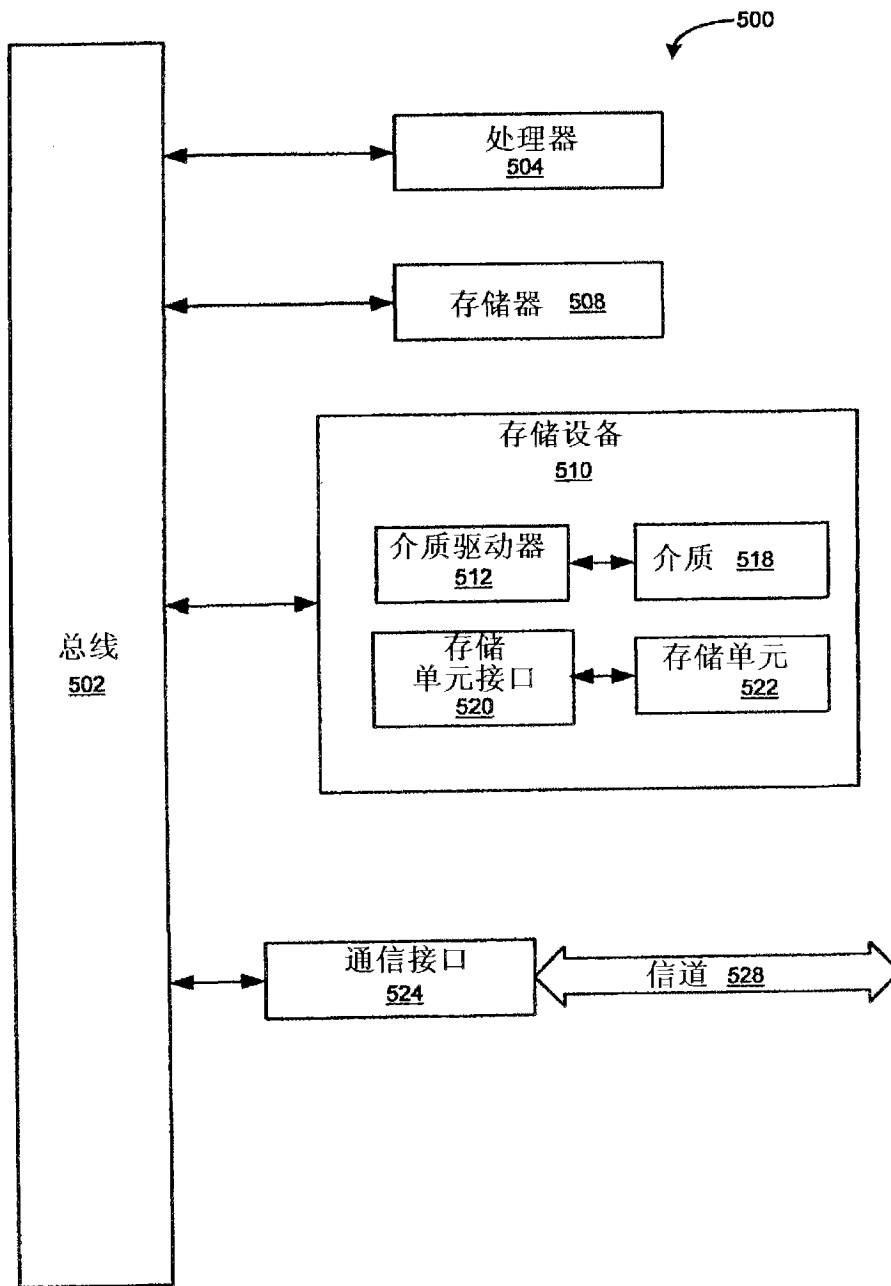 500
处理器
504
存储器 508
存储设备
510
介质驱动器
512
介质 518
存储
单元接口
520
存储单元
522
总线
502
通信接口
524
信道 528